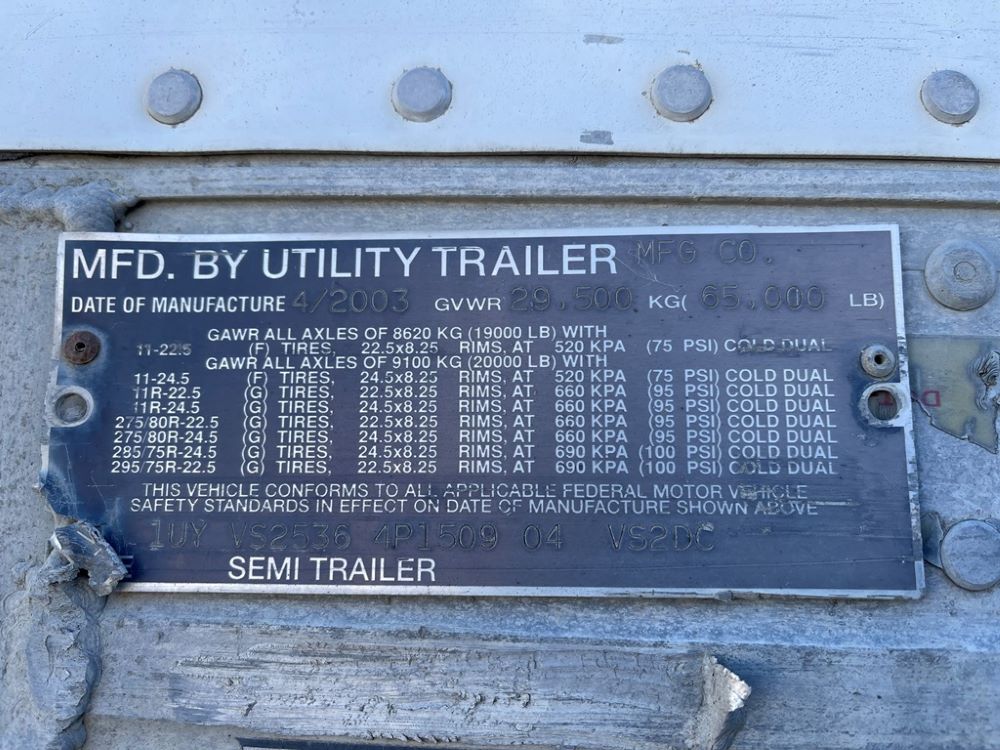 MFD. BY UTILITY TRAILER MFG CO.
DATE OF MANUFACTURE 4/2003 GVWR 29,500 KG( 65,000 LB)
GAWR ALL AXLES OF 8620 KG (19000 LB) WITH
11-22.5 (F) TIRES, 22.5x8.25 RIMS, AT 520 KPA (75 PSI) COLD DUAL
GAWR ALL AXLES OF 9100 KG (20000 LB) WITH
11-24.5 (F) TIRES, 24.5x8.25 RIMS, AT 520 KPA (75 PSI) COLD DUAL
11R-22.5 (G) TIRES, 22.5x8.25 RIMS, AT 660 KPA (95 PSI) COLD DUAL
11R-24.5 (G) TIRES, 24.5x8.25 RIMS, AT 660 KPA (95 PSI) COLD DUAL
275/80R-22.5 (G) TIRES, 22.5x8.25 RIMS, AT 660 KPA (95 PSI) COLD DUAL
275/80R-24.5 (G) TIRES, 24.5x8.25 RIMS, AT 660 KPA (95 PSI) COLD DUAL
285/75R-24.5 (G) TIRES, 24.5x8.25 RIMS, AT 690 KPA (100 PSI) COLD DUAL
295/75R-22.5 (G) TIRES, 22.5x8.25 RIMS, AT 690 KPA (100 PSI) COLD DUAL
THIS VEHICLE CONFORMS TO ALL APPLICABLE FEDERAL MOTOR VEHICLE
SAFETY STANDARDS IN EFFECT ON DATE OF MANUFACTURE SHOWN ABOVE
1UY VS2536 4P1509 04 VS2DC
SEMI TRAILER